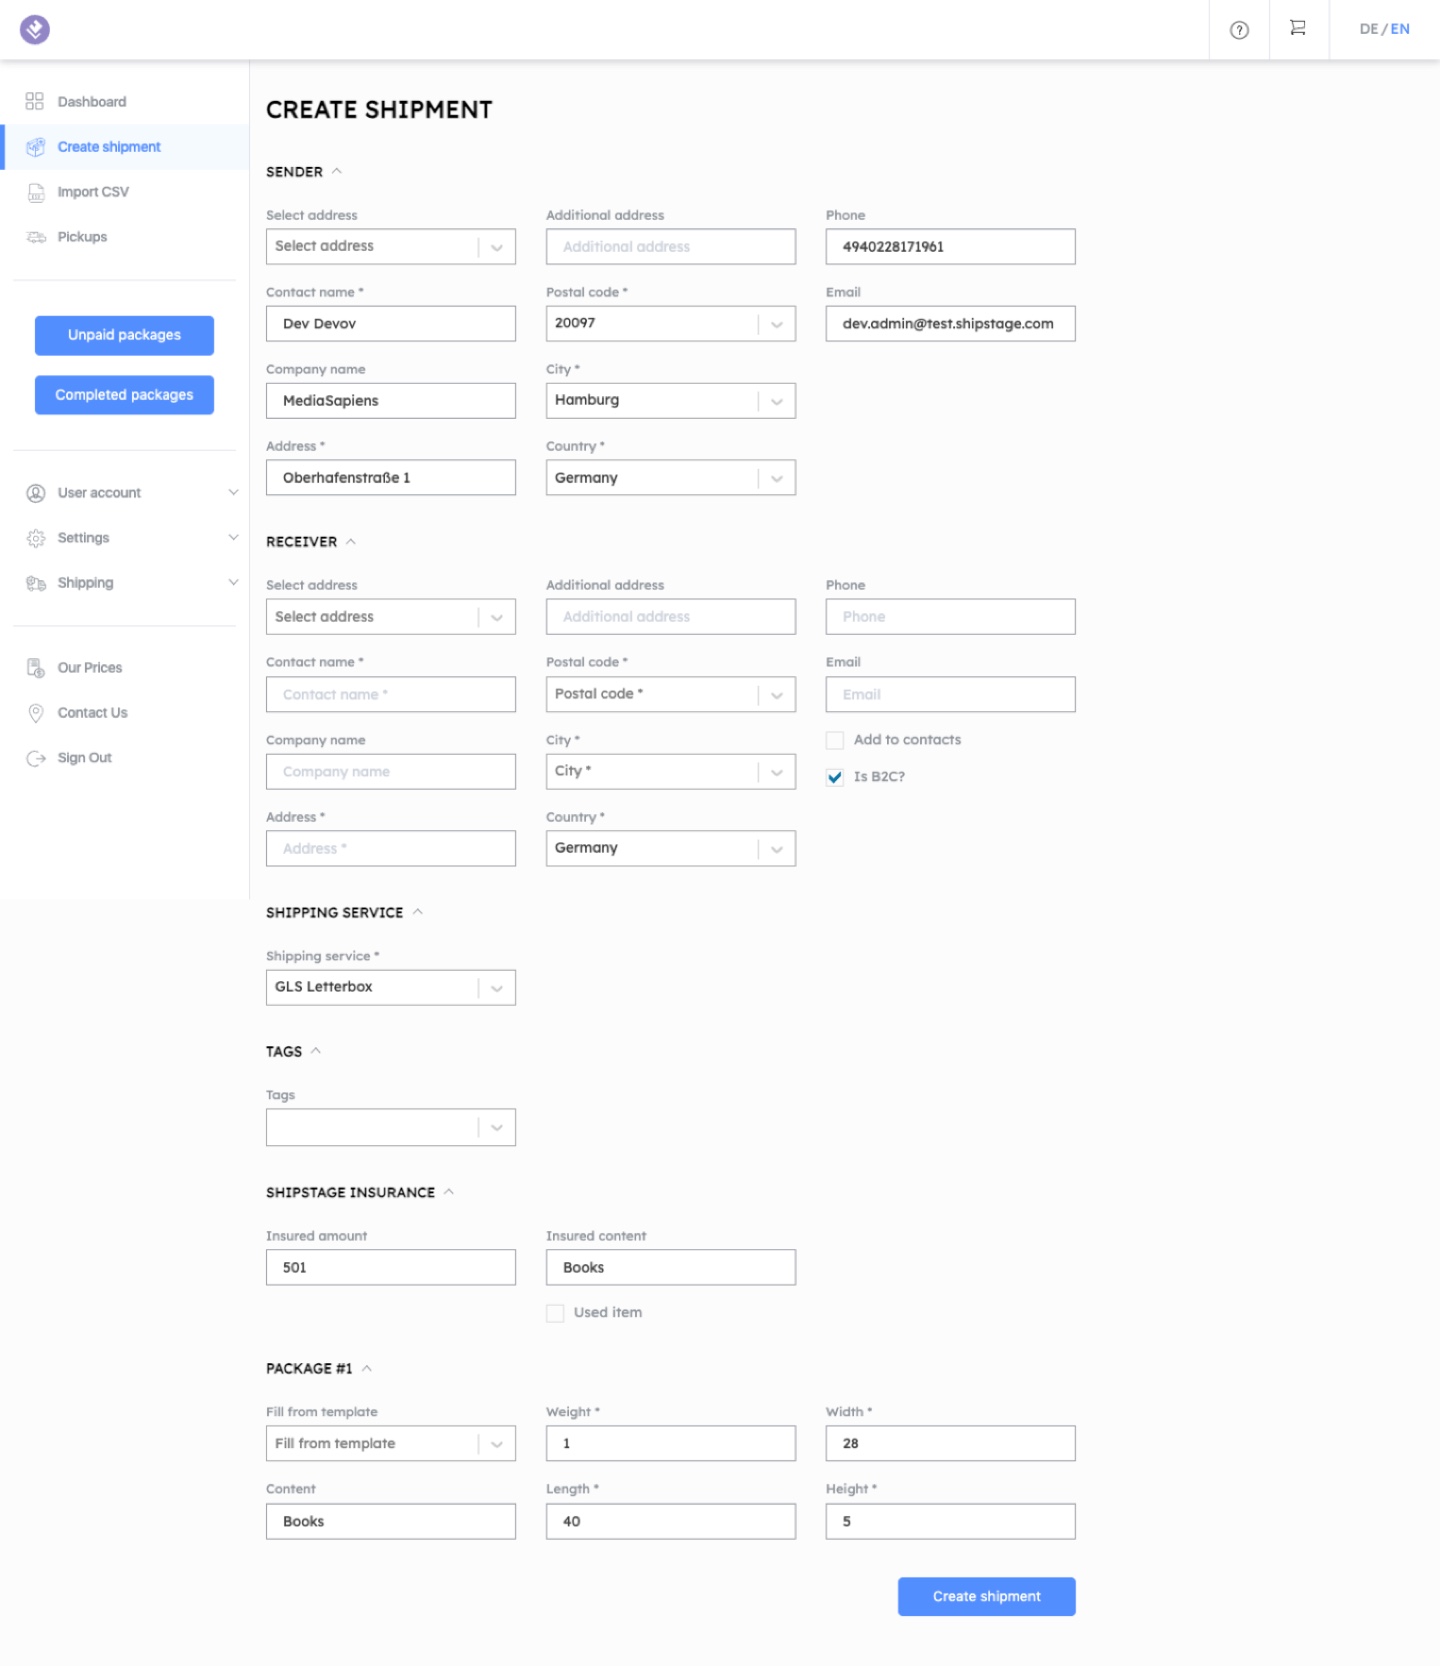 DE / EN
Dashboard
Create shipment
Import CSV
Pickups
Unpaid packages
Completed packages
User account
Settings
Shipping
Our Prices
Contact Us
Sign Out
CREATE SHIPMENT
SENDER
Select address
Additional address
Phone
Select address
Additional address
4940228171961
Contact name *
Postal code *
Email
Dev Devov
20097
dev.admin@test.shipstage.com
Company name
City *
MediaSapiens
Hamburg
Address *
Country *
Oberhafenstraße 1
Germany
RECEIVER
Select address
Additional address
Phone
Select address
Additional address
Phone
Contact name *
Postal code *
Email
Contact name *
Postal code *
Email
Company name
City *
Add to contacts
Company name
City *
Is B2C?
Address *
Country *
Address *
Germany
SHIPPING SERVICE
Shipping service *
GLS Letterbox
TAGS
Tags
SHIPSTAGE INSURANCE
Insured amount
Insured content
501
Books
Used item
PACKAGE #1
Fill from template
Weight *
Width *
Fill from template
1
28
Content
Length *
Height *
Books
40
5
Create shipment